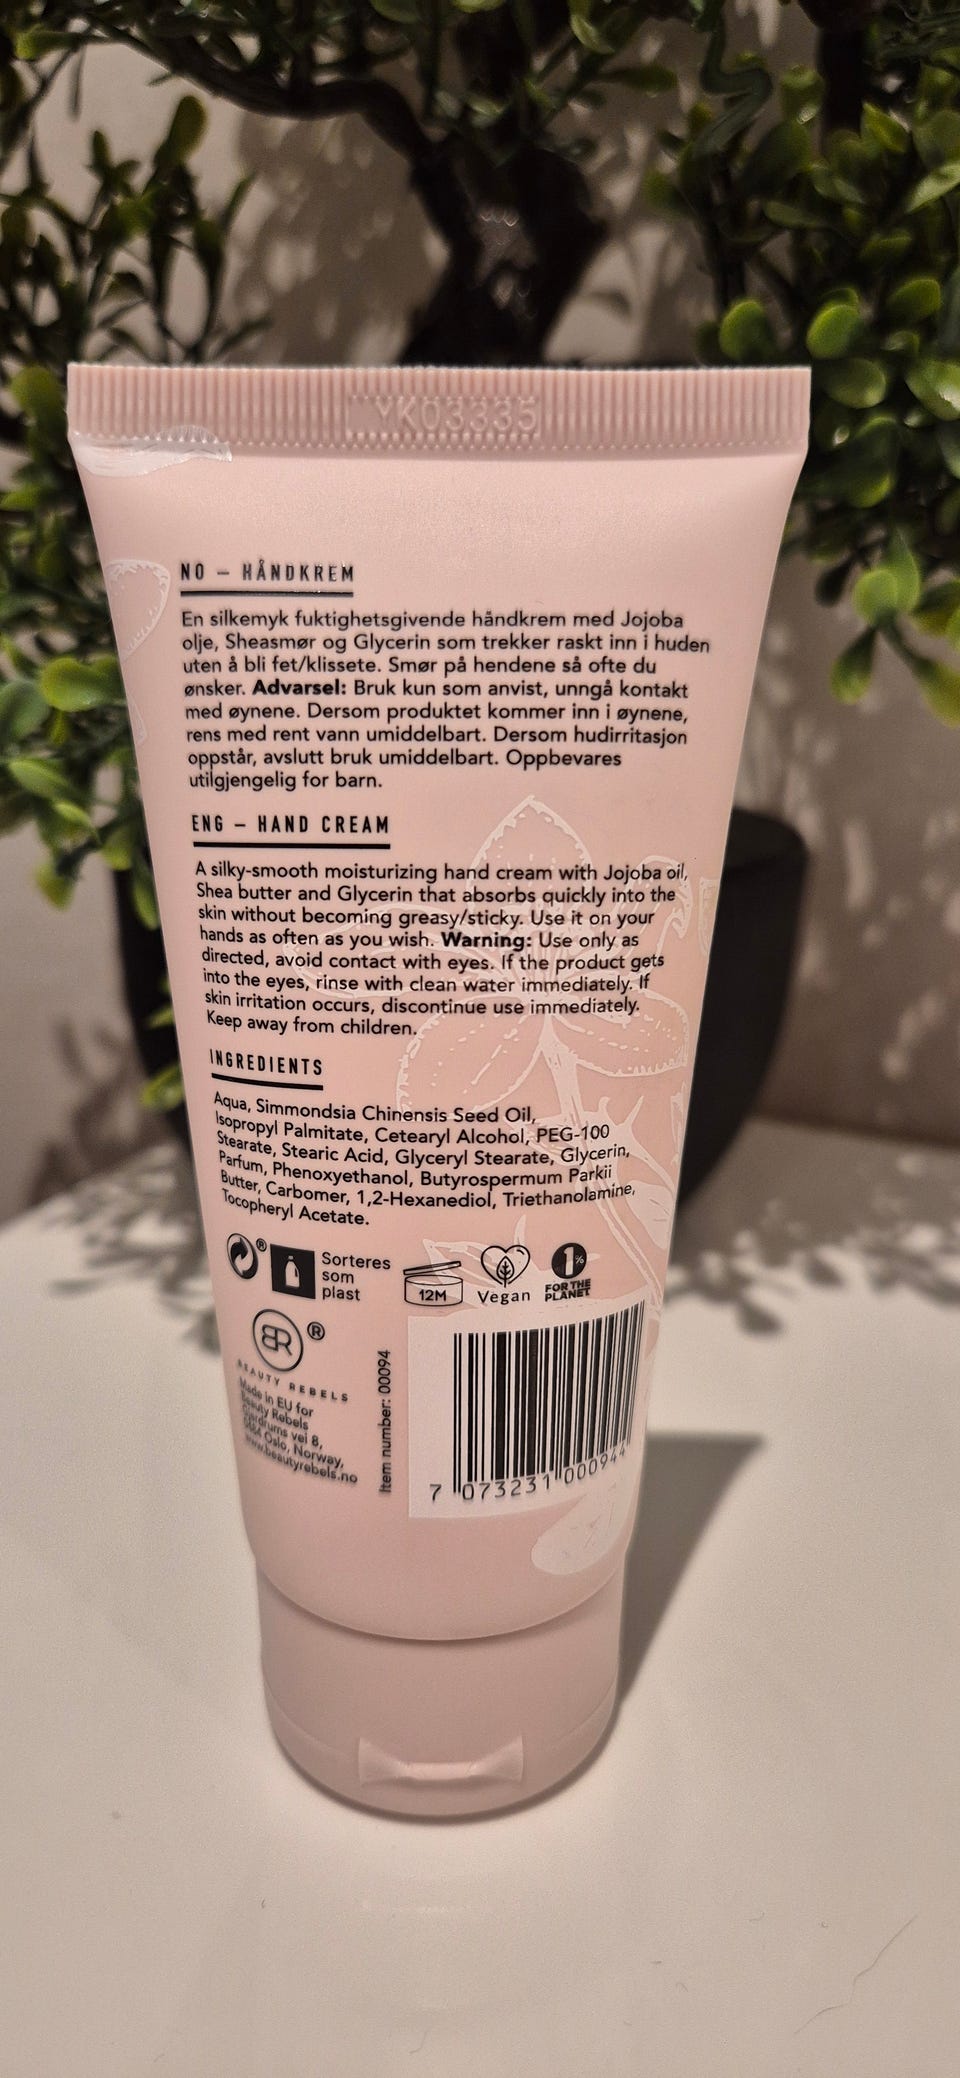 YK03335
NO – HÅNDKREM
En silkemyk fuktighetsgivende håndkrem med Jojoba
olje, Sheasmør og Glycerin som trekker raskt inn i huden
uten å bli fet/klissete. Smør på hendene så ofte du
ønsker. Advarsel: Bruk kun som anvist, unngå kontakt
med øynene. Dersom produktet kommer inn i øynene,
rens med rent vann umiddelbart. Dersom hudirritasjon
oppstår, avslutt bruk umiddelbart. Oppbevares
utilgjengelig for barn.
ENG – HAND CREAM
A silky-smooth moisturizing hand cream with Jojoba oil,
Shea butter and Glycerin that absorbs quickly into the
skin without becoming greasy/sticky. Use it on your
hands as often as you wish. Warning: Use only as
directed, avoid contact with eyes. If the product gets
into the eyes, rinse with clean water immediately. If
skin irritation occurs, discontinue use immediately.
Keep away from children.
INGREDIENTS
Aqua, Simmondsia Chinensis Seed Oil,
Isopropyl Palmitate, Cetearyl Alcohol, PEG-100
Stearate, Stearic Acid, Glyceryl Stearate, Glycerin,
Parfum, Phenoxyethanol, Butyrospermum Parkii
Butter, Carbomer, 1,2-Hexanediol, Triethanolamine,
Tocopheryl Acetate.
®
Sorteres
som
plast
12M
Vegan
1%
FOR THE
PLANET
BR ®
BEAUTY REBELS
Made in EU for
Beauty Rebels
vei 8,
Oslo, Norway,
www.beautyrebels.no
Item number: 00094
7 073231 000944